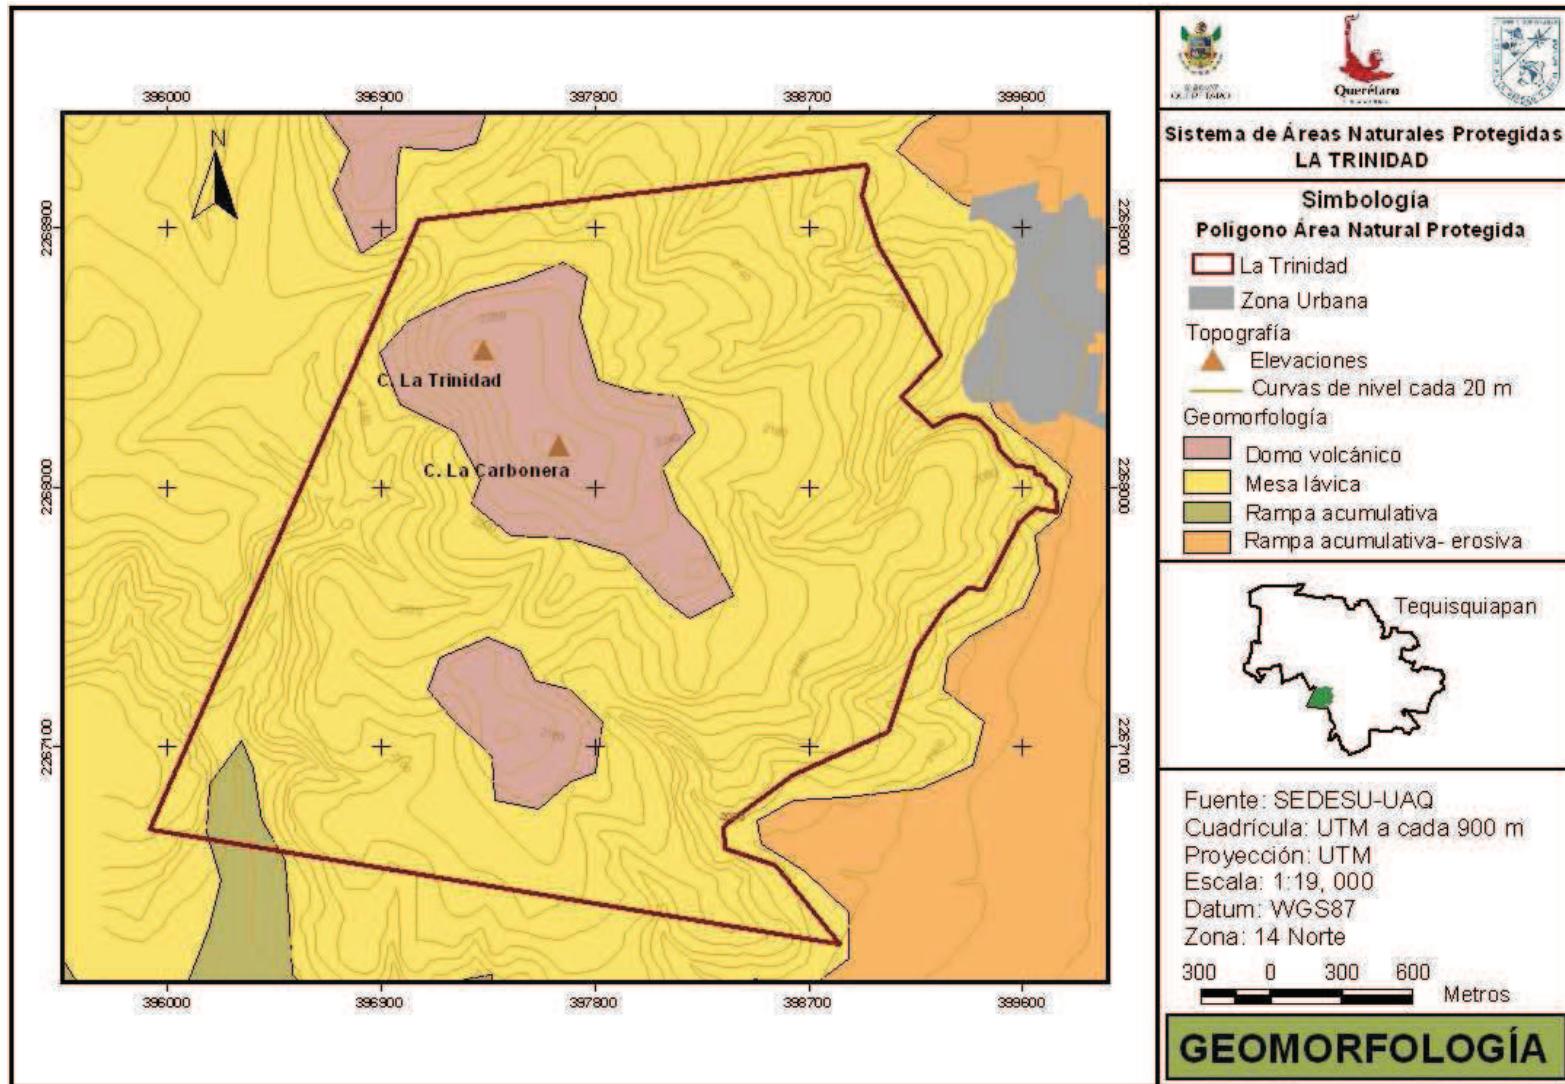 396000 396900 397800 398700 399600
N
2268900 2268900
C. La Trinidad
C. La Carbonera
2268000 2268000
2267100 2267100
396000 396900 397800 398700 399600
QUERETARO
Querétaro
Sistema de Áreas Naturales Protegidas
LA TRINIDAD
Simbología
Polígono Área Natural Protegida
La Trinidad
Zona Urbana
Topografía
Elevaciones
Curvas de nivel cada 20 m
Geomorfología
Domo volcánico
Mesa lávica
Rampa acumulativa
Rampa acumulativa- erosiva
Tequisquiapan
Fuente: SEDESU-UAQ
Cuadrícula: UTM a cada 900 m
Proyección: UTM
Escala: 1:19, 000
Datum: WGS87
Zona: 14 Norte
300 0 300 600
Metros
GEOMORFOLOGÍA